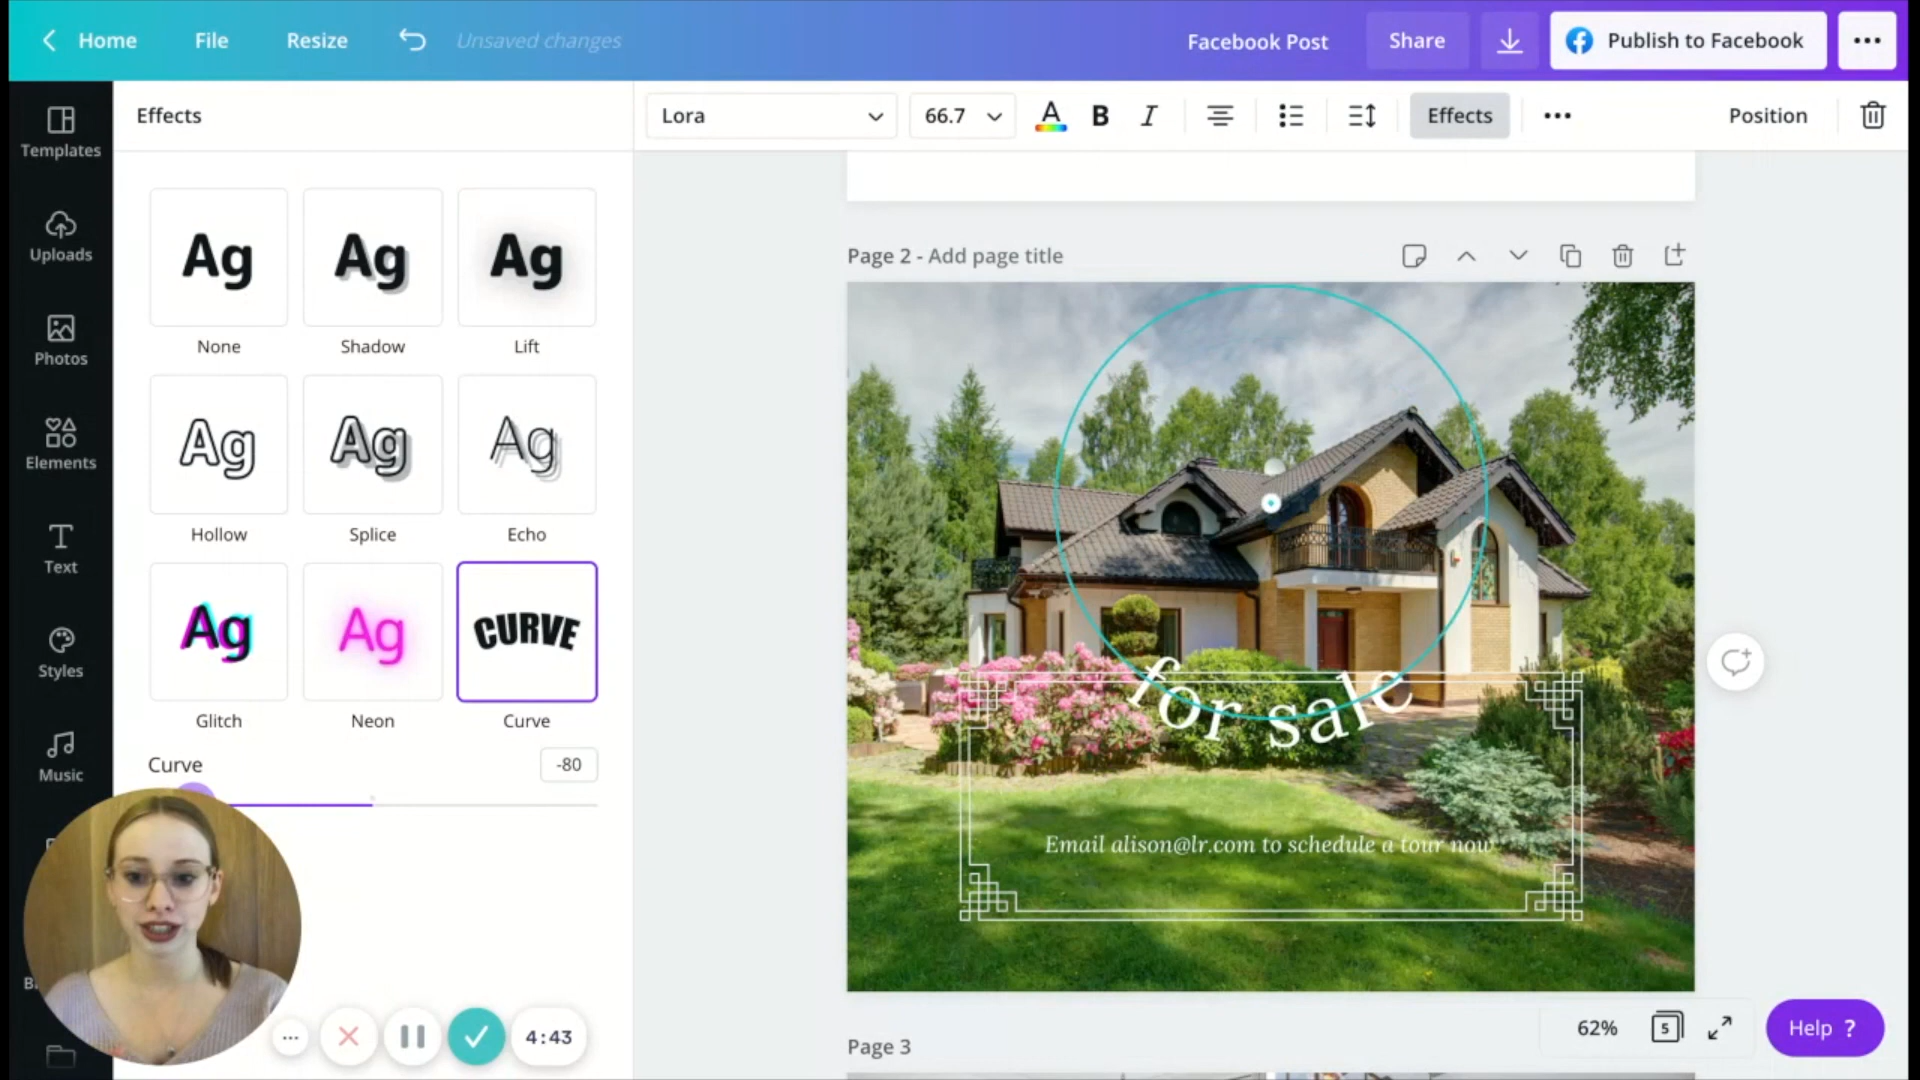 Home File Resize Unsaved changes Facebook Post Share Publish to Facebook
Effects Lora 66.7 A B I Effects Position
Templates
Uploads
Photos
Elements
Text
Styles
Music
Ag Ag Ag
None Shadow Lift
Ag Ag Ag
Hollow Splice Echo
Ag Ag CURVE
Glitch Neon Curve
Curve -80
4:43
Page 2 - Add page title
for sale
Email alison@lr.com to schedule a tour now
Page 3
62% 5 Help ?